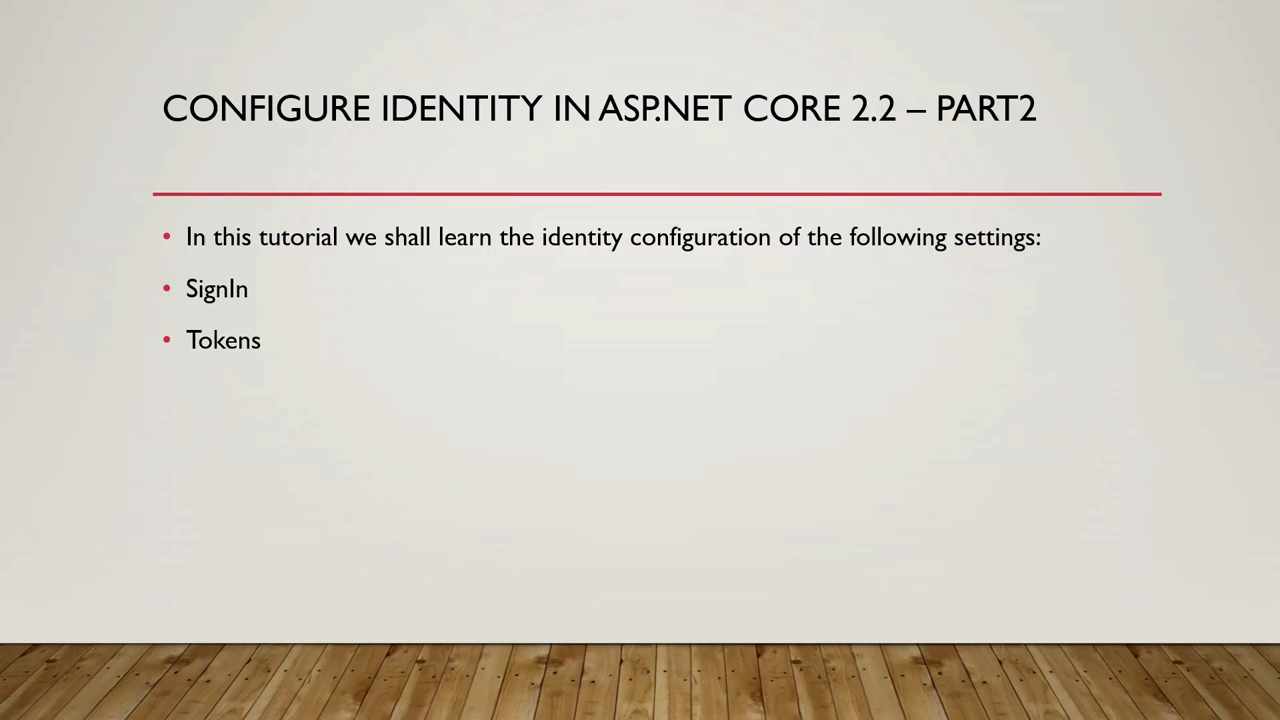 CONFIGURE IDENTITY IN ASP.NET CORE 2.2 – PART2
• In this tutorial we shall learn the identity configuration of the following settings:
• SignIn
• Tokens